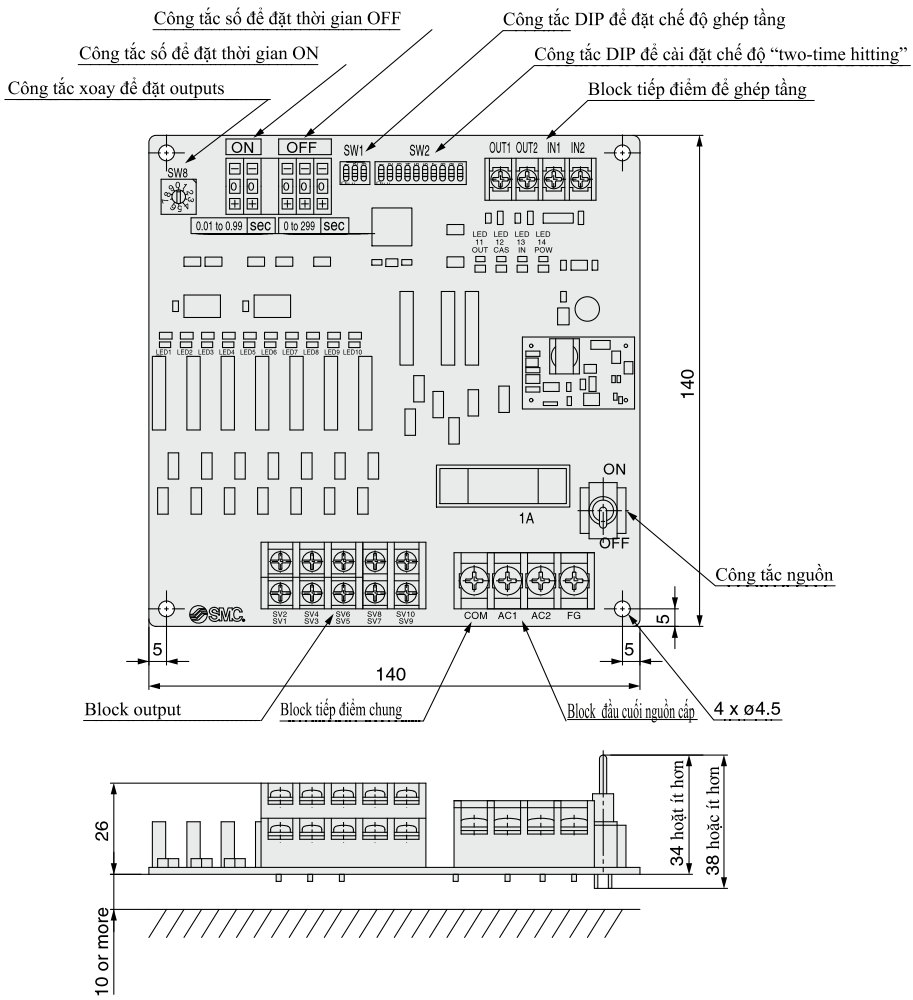 Công tắc số để đặt thời gian OFF
Công tắc DIP để đặt chế độ ghép tầng
Công tắc số để đặt thời gian ON
Công tắc DIP để cài đặt chế độ “two-time hitting”
Công tắc xoay để đặt outputs
Block tiếp điểm để ghép tầng
ON
OFF
SW1
SW2
OUT1 OUT2 IN1 IN2
SW8
0.01 to 0.99 sec
0 to 299 sec
LED 11 OUT
LED 12 CAS
LED 13 IN
LED 14 POW
LED1 LED2 LED3 LED4 LED5 LED6 LED7 LED8 LED9 LED10
140
ON
1A
OFF
Công tắc nguồn
SMC.
SV2 SV4 SV6 SV8 SV10
SV1 SV3 SV5 SV7 SV9
COM AC1 AC2 FG
5
5
5
140
Block output
Block tiếp điểm chung
Block đầu cuối nguồn cấp
4 x ø4.5
26
34 hoặt ít hơn
38 hoặc ít hơn
10 or more